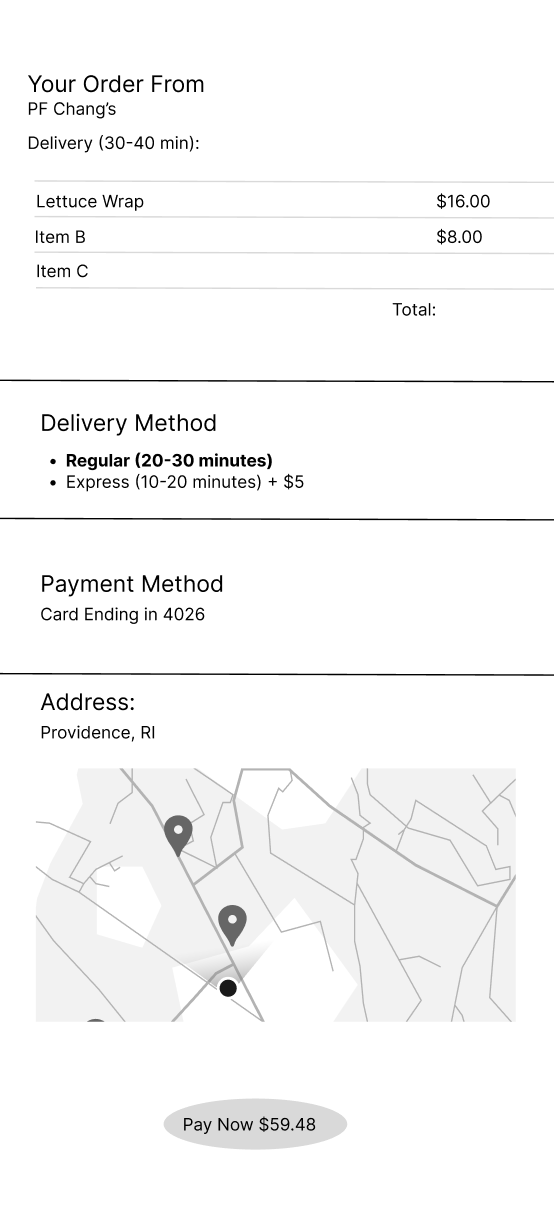 Your Order From
PF Chang’s
Delivery (30-40 min):
Lettuce Wrap $16.00
Item B $8.00
Item C
Total:
Delivery Method
• Regular (20-30 minutes)
• Express (10-20 minutes) + $5
Payment Method
Card Ending in 4026
Address:
Providence, RI
Pay Now $59.48